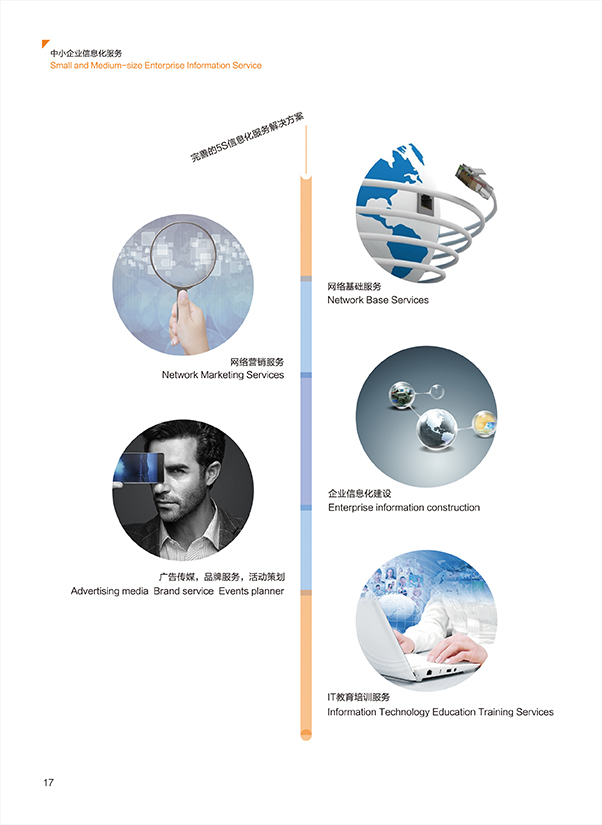 中小企业信息化服务
Small and Medium-size Enterprise Information Service
完善的5S信息化服务解决方案
网络基础服务
Network Base Services
网络营销服务
Network Marketing Services
企业信息化建设
Enterprise information construction
广告传媒，品牌服务，活动策划
Advertising media Brand service Events planner
IT教育培训服务
Information Technology Education Training Services
17